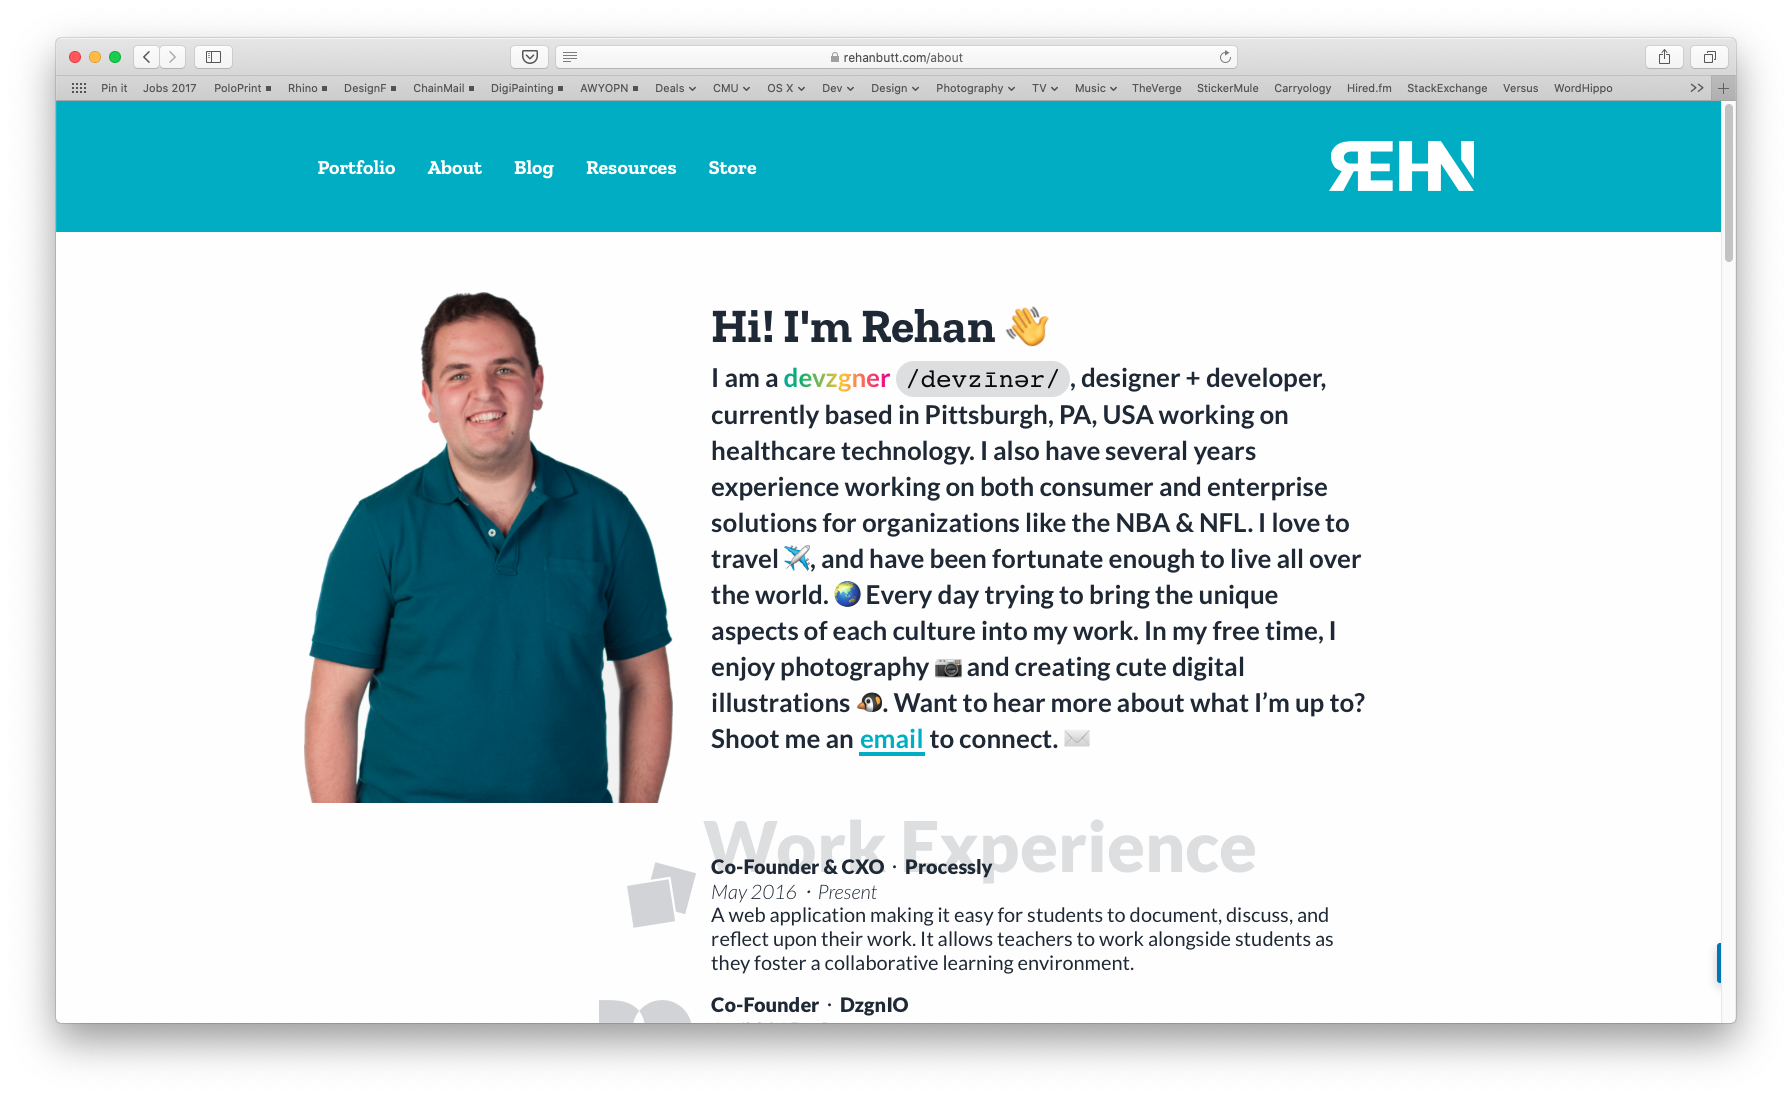 rehanbutt.com/about
Pin it Jobs 2017 PoloPrint Rhino DesignF ChainMail DigiPainting AWYOPN Deals CMU OS X Dev Design Photography TV Music TheVerge StickerMule Carryology Hired.fm StackExchange Versus WordHippo
Portfolio About Blog Resources Store
REHN
Hi! I'm Rehan 👋
I am a devzgner /devzīnər/, designer + developer,
currently based in Pittsburgh, PA, USA working on
healthcare technology. I also have several years
experience working on both consumer and enterprise
solutions for organizations like the NBA & NFL. I love to
travel ✈️, and have been fortunate enough to live all over
the world. 🌏 Every day trying to bring the unique
aspects of each culture into my work. In my free time, I
enjoy photography 📷 and creating cute digital
illustrations 🐧. Want to hear more about what I’m up to?
Shoot me an email to connect. ✉️
Work Experience
Co-Founder & CXO · Processly
May 2016 · Present
A web application making it easy for students to document, discuss, and
reflect upon their work. It allows teachers to work alongside students as
they foster a collaborative learning environment.
Co-Founder · DzgnIO